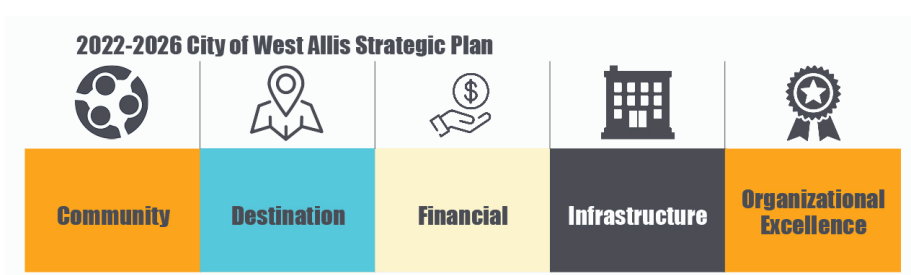 2022-2026 City of West Allis Strategic Plan
$
Community
Destination
Financial
Infrastructure
Organizational
Excellence